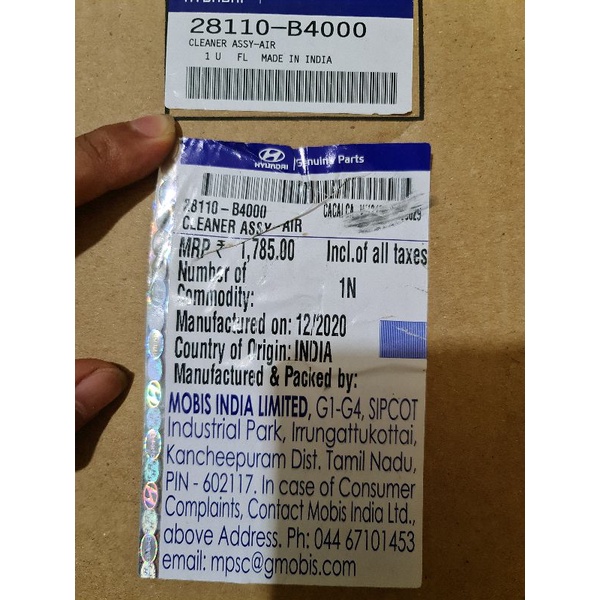 28110-B4000
CLEANER ASSY-AIR
1 U FL MADE IN INDIA
HYUNDAI | Genuine Parts
28110-B4000
CLEANER ASSY-AIR
MRP ₹ 1,785.00 Incl.of all taxes
Number of
Commodity: 1N
Manufactured on: 12/2020
Country of Origin: INDIA
Manufactured & Packed by:
MOBIS INDIA LIMITED, G1-G4, SIPCOT
Industrial Park, Irrungattukottai,
Kancheepuram Dist. Tamil Nadu,
PIN - 602117. In case of Consumer
Complaints, Contact Mobis India Ltd.,
above Address. Ph: 044 67101453
email: mpsc@gmobis.com